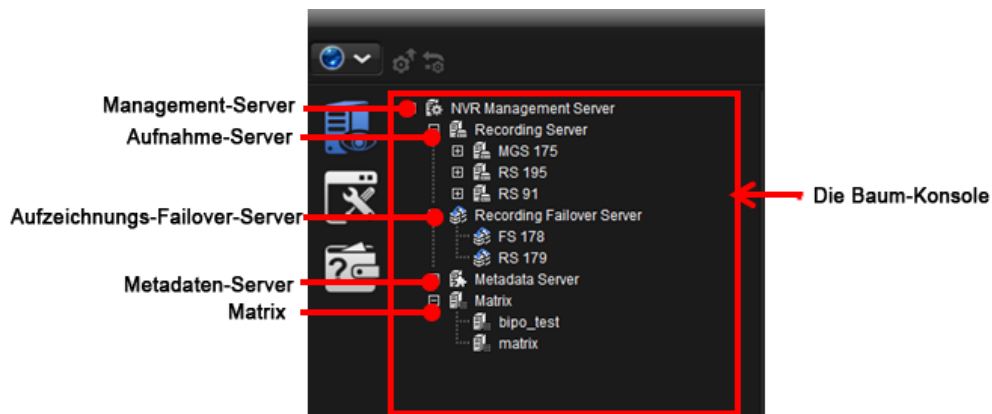 Management-Server
NVR Management Server
Aufnahme-Server
Recording Server
MGS 175
RS 195
RS 91
Die Baum-Konsole
Aufzeichnungs-Failover-Server
Recording Failover Server
FS 178
RS 179
Metadaten-Server
Metadata Server
Matrix
Matrix
bipo_test
matrix